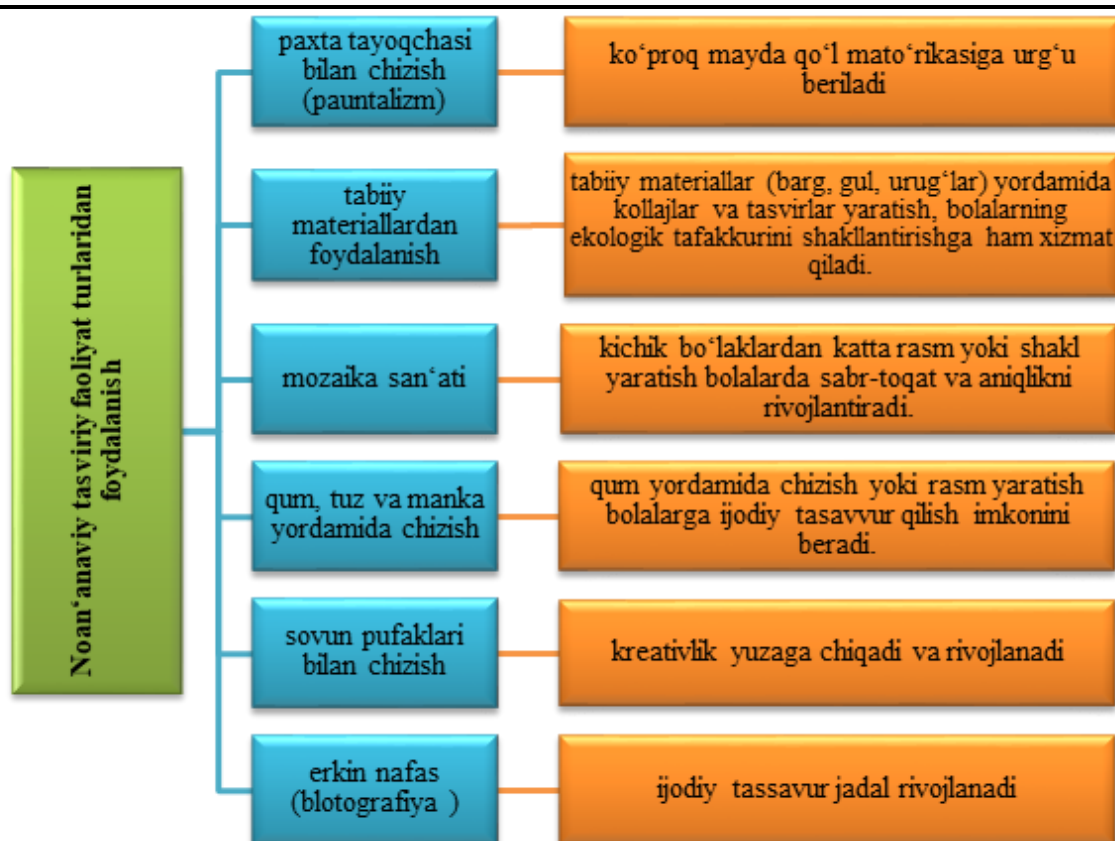 Noan‘anaviy tasviriy faoliyat turlaridan
foydalanish
paxta tayoqchasi
bilan chizish
(pauntalizm)
ko‘proq mayda qo‘l mato‘rikasiga urg‘u
beriladi
tabiiy
materiallardan
foydalanish
tabiiy materiallar (barg, gul, urug‘lar) yordamida
kollajlar va tasvirlar yaratish, bolalarning
ekologik tafakkurini shakllantirishga ham xizmat
qiladi.
mozaika san‘ati
kichik bo‘laklardan katta rasm yoki shakl
yaratish bolalarda sabr-toqat va aniqlikni
rivojlantiradi.
qum, tuz va manka
yordamida chizish
qum yordamida chizish yoki rasm yaratish
bolalarga ijodiy tasavvur qilish imkonini
beradi.
sovun pufaklari
bilan chizish
kreativlik yuzaga chiqadi va rivojlanadi
erkin nafas
(blotografiya )
ijodiy tassavur jadal rivojlanadi